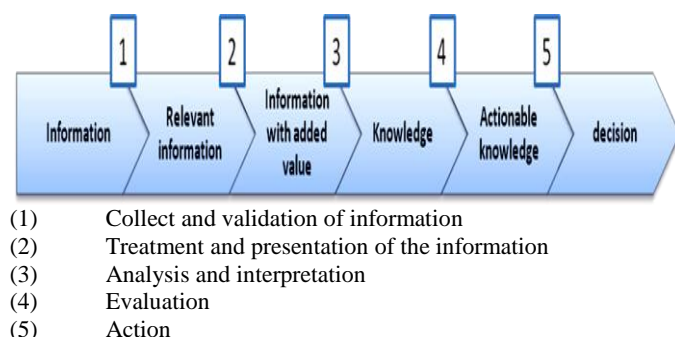 1 2 3 4 5
Information
Relevant
information
Information
with added
value
Knowledge
Actionable
knowledge
decision
(1) Collect and validation of information
(2) Treatment and presentation of the information
(3) Analysis and interpretation
(4) Evaluation
(5) Action